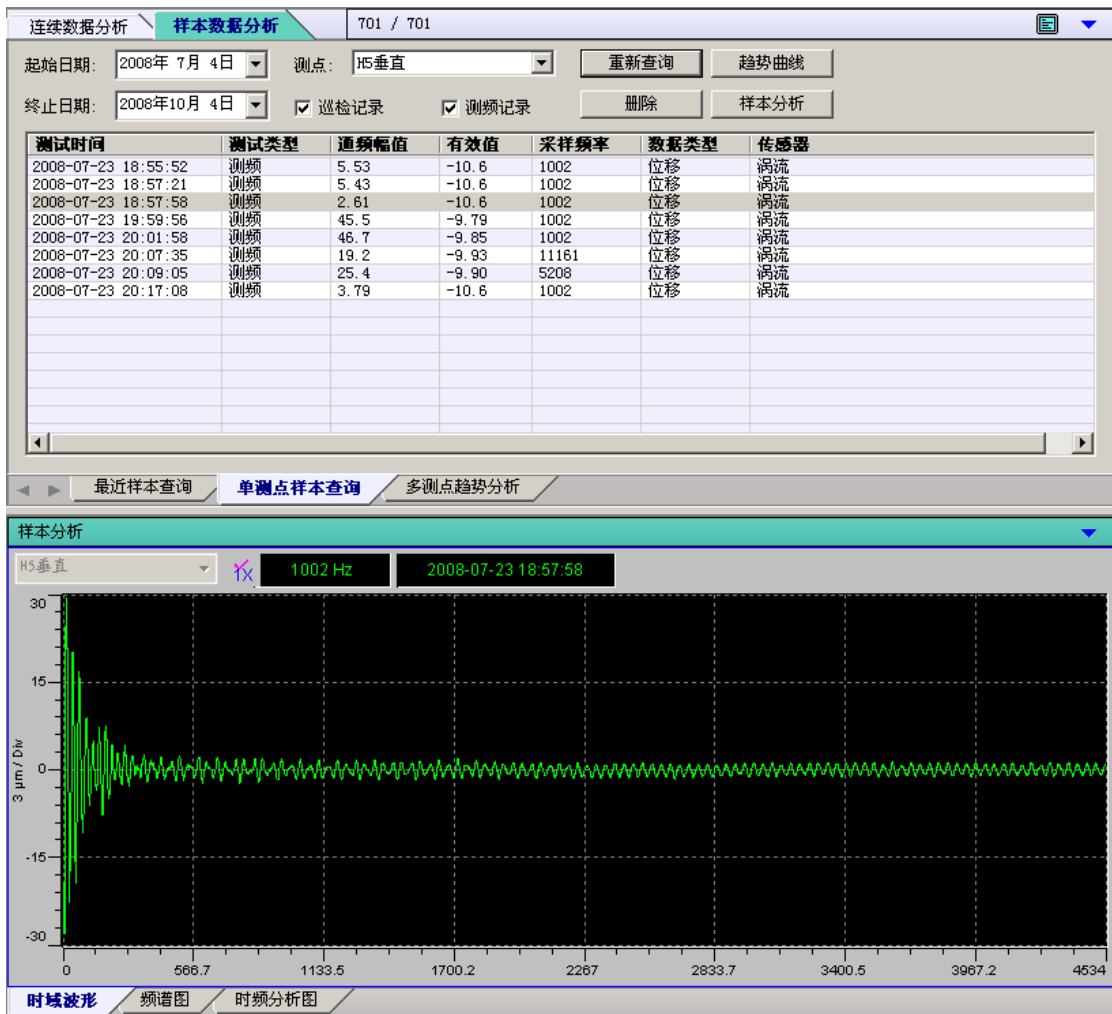 连续数据分析 样本数据分析 701 / 701
起始日期: 2008年 7月 4日 测点: H5垂直 重新查询 趋势曲线
终止日期: 2008年10月 4日 巡检记录 测频记录 删除 样本分析
测试时间 测试类型 通频幅值 有效值 采样频率 数据类型 传感器
2008-07-23 18:55:52 测频 5.53 -10.6 1002 位移 涡流
2008-07-23 18:57:21 测频 5.43 -10.6 1002 位移 涡流
2008-07-23 18:57:58 测频 2.61 -10.6 1002 位移 涡流
2008-07-23 19:59:56 测频 45.5 -9.79 1002 位移 涡流
2008-07-23 20:01:58 测频 46.7 -9.85 1002 位移 涡流
2008-07-23 20:07:35 测频 19.2 -9.93 11161 位移 涡流
2008-07-23 20:09:05 测频 25.4 -9.90 5208 位移 涡流
2008-07-23 20:17:08 测频 3.79 -10.6 1002 位移 涡流
最近样本查询 单测点样本查询 多测点趋势分析
样本分析
H5垂直 1X 1002 Hz 2008-07-23 18:57:58
30
15
0
-15
-30
3 µm / Div
0 566.7 1133.5 1700.2 2267 2833.7 3400.5 3967.2 4534
时域波形 频谱图 时频分析图